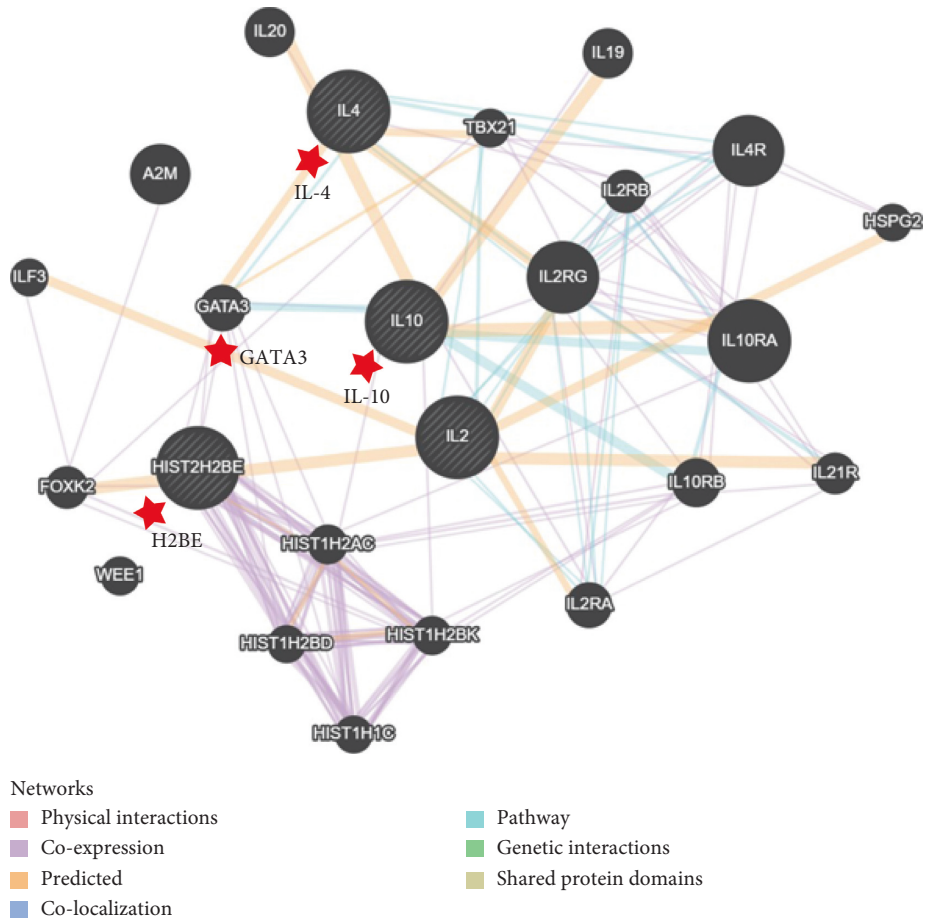 IL20
IL19
IL4
TBX21
IL4R
A2M
IL-4
IL2RB
HSPG2
ILF3
IL2RG
GATA3
IL10
IL10RA
GATA3
IL-10
IL2
HIST2H2BE
FOXK2
IL10RB
IL21R
H2BE
HIST1H2AC
WEE1
IL2RA
HIST1H2BD
HIST1H2BK
HIST1H1C
Networks
Physical interactions
Co-expression
Predicted
Co-localization
Pathway
Genetic interactions
Shared protein domains